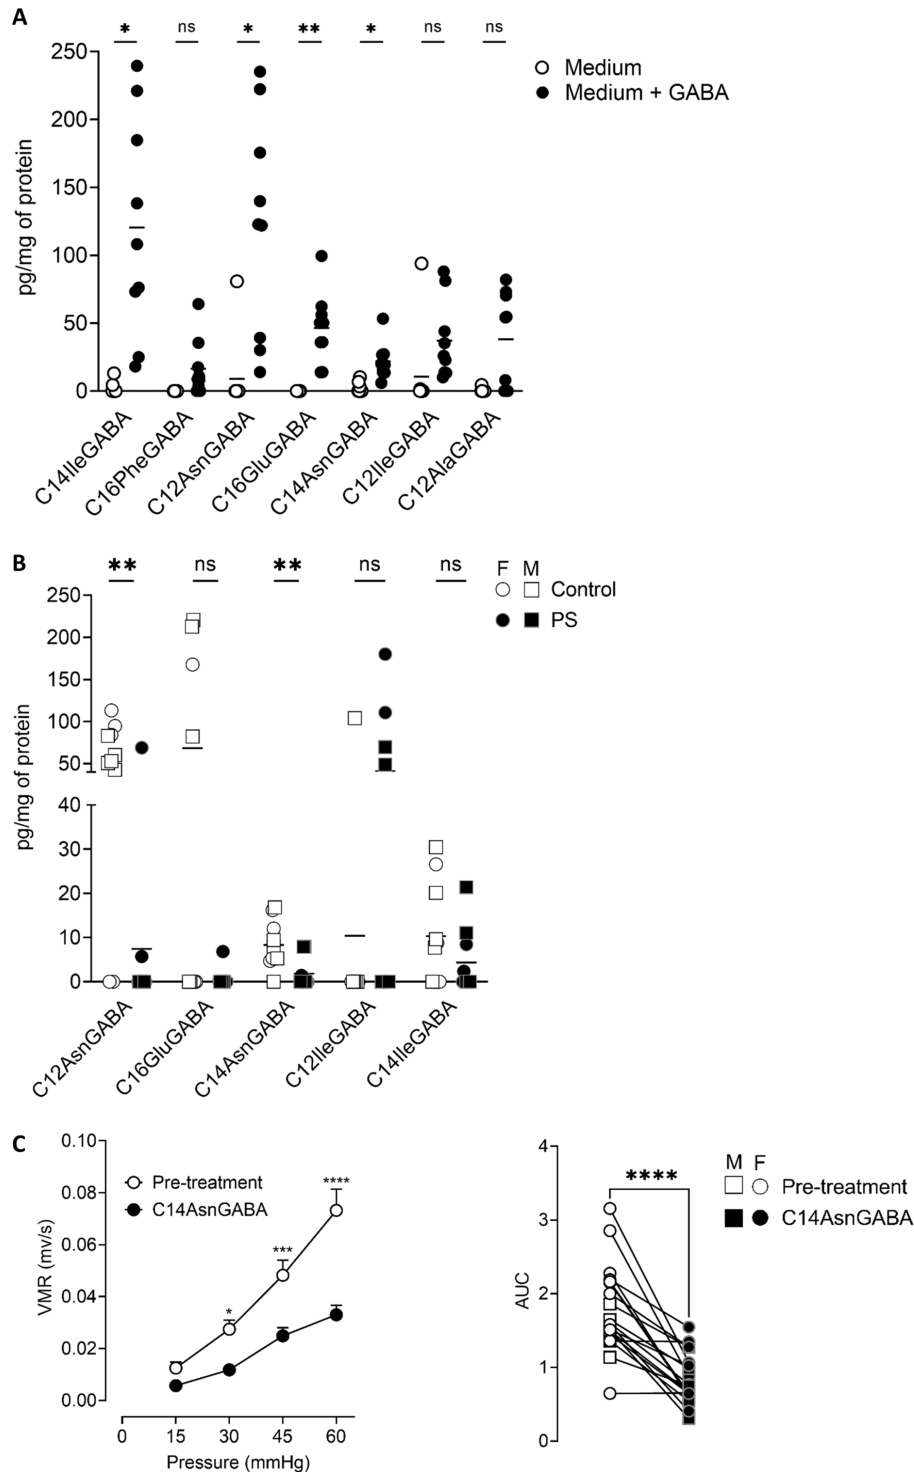 A
* ns * ** * ns ns
250
200
150
100
50
0
pg/mg of protein
Medium
Medium + GABA
C14IleGABA
C16PheGABA
C12AsnGABA
C16GluGABA
C14AsnGABA
C12IleGABA
C12AlaGABA
B
** ns ** ns ns
F M
Control
PS
250
200
150
100
50
40
30
20
10
0
pg/mg of protein
C12AsnGABA
C16GluGABA
C14AsnGABA
C12IleGABA
C14IleGABA
C
0.10
0.08
0.06
0.04
0.02
0.00
VMR (mv/s)
Pre-treatment
C14AsnGABA
*
***
****
0 15 30 45 60
Pressure (mmHg)
4
3
2
1
0
AUC
****
M F
Pre-treatment
C14AsnGABA